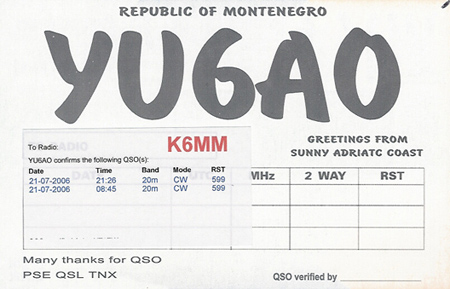 REPUBLIC OF MONTENEGRO
YU6AO
GREETINGS FROM
SUNNY ADRIATC COAST
To Radio: K6MM
YU6AO confirms the following QSO(s):
Date Time Band Mode RST
21-07-2006 21:26 20m CW 599
21-07-2006 08:45 20m CW 599
MHz 2 WAY RST
Many thanks for QSO
PSE QSL TNX
QSO verified by